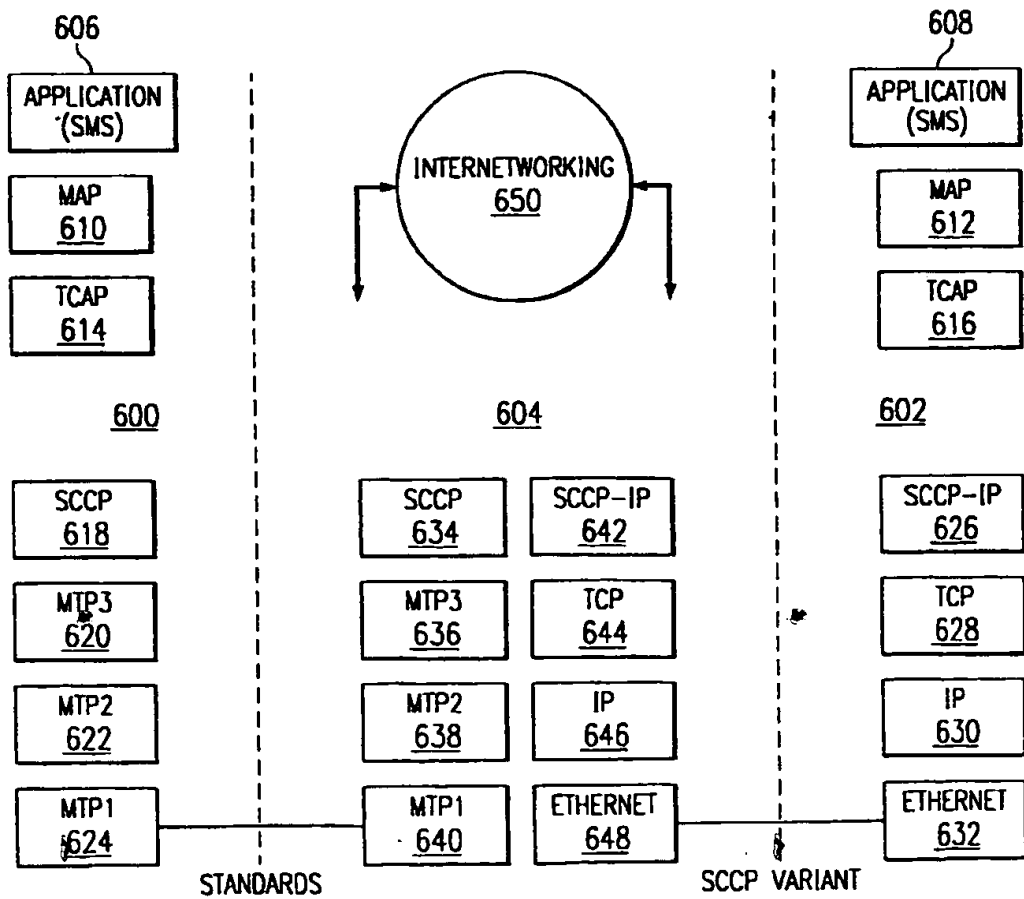 606
608
APPLICATION
(SMS)
INTERNETWORKING
650
APPLICATION
(SMS)
MAP
610
MAP
612
TCAP
614
TCAP
616
600
604
602
SCCP
618
SCCP
634
SCCP-IP
642
SCCP-IP
626
MTP3
620
MTP3
636
TCP
644
TCP
628
MTP2
622
MTP2
638
IP
646
IP
630
MTP1
624
MTP1
640
ETHERNET
648
ETHERNET
632
STANDARDS
SCCP VARIANT